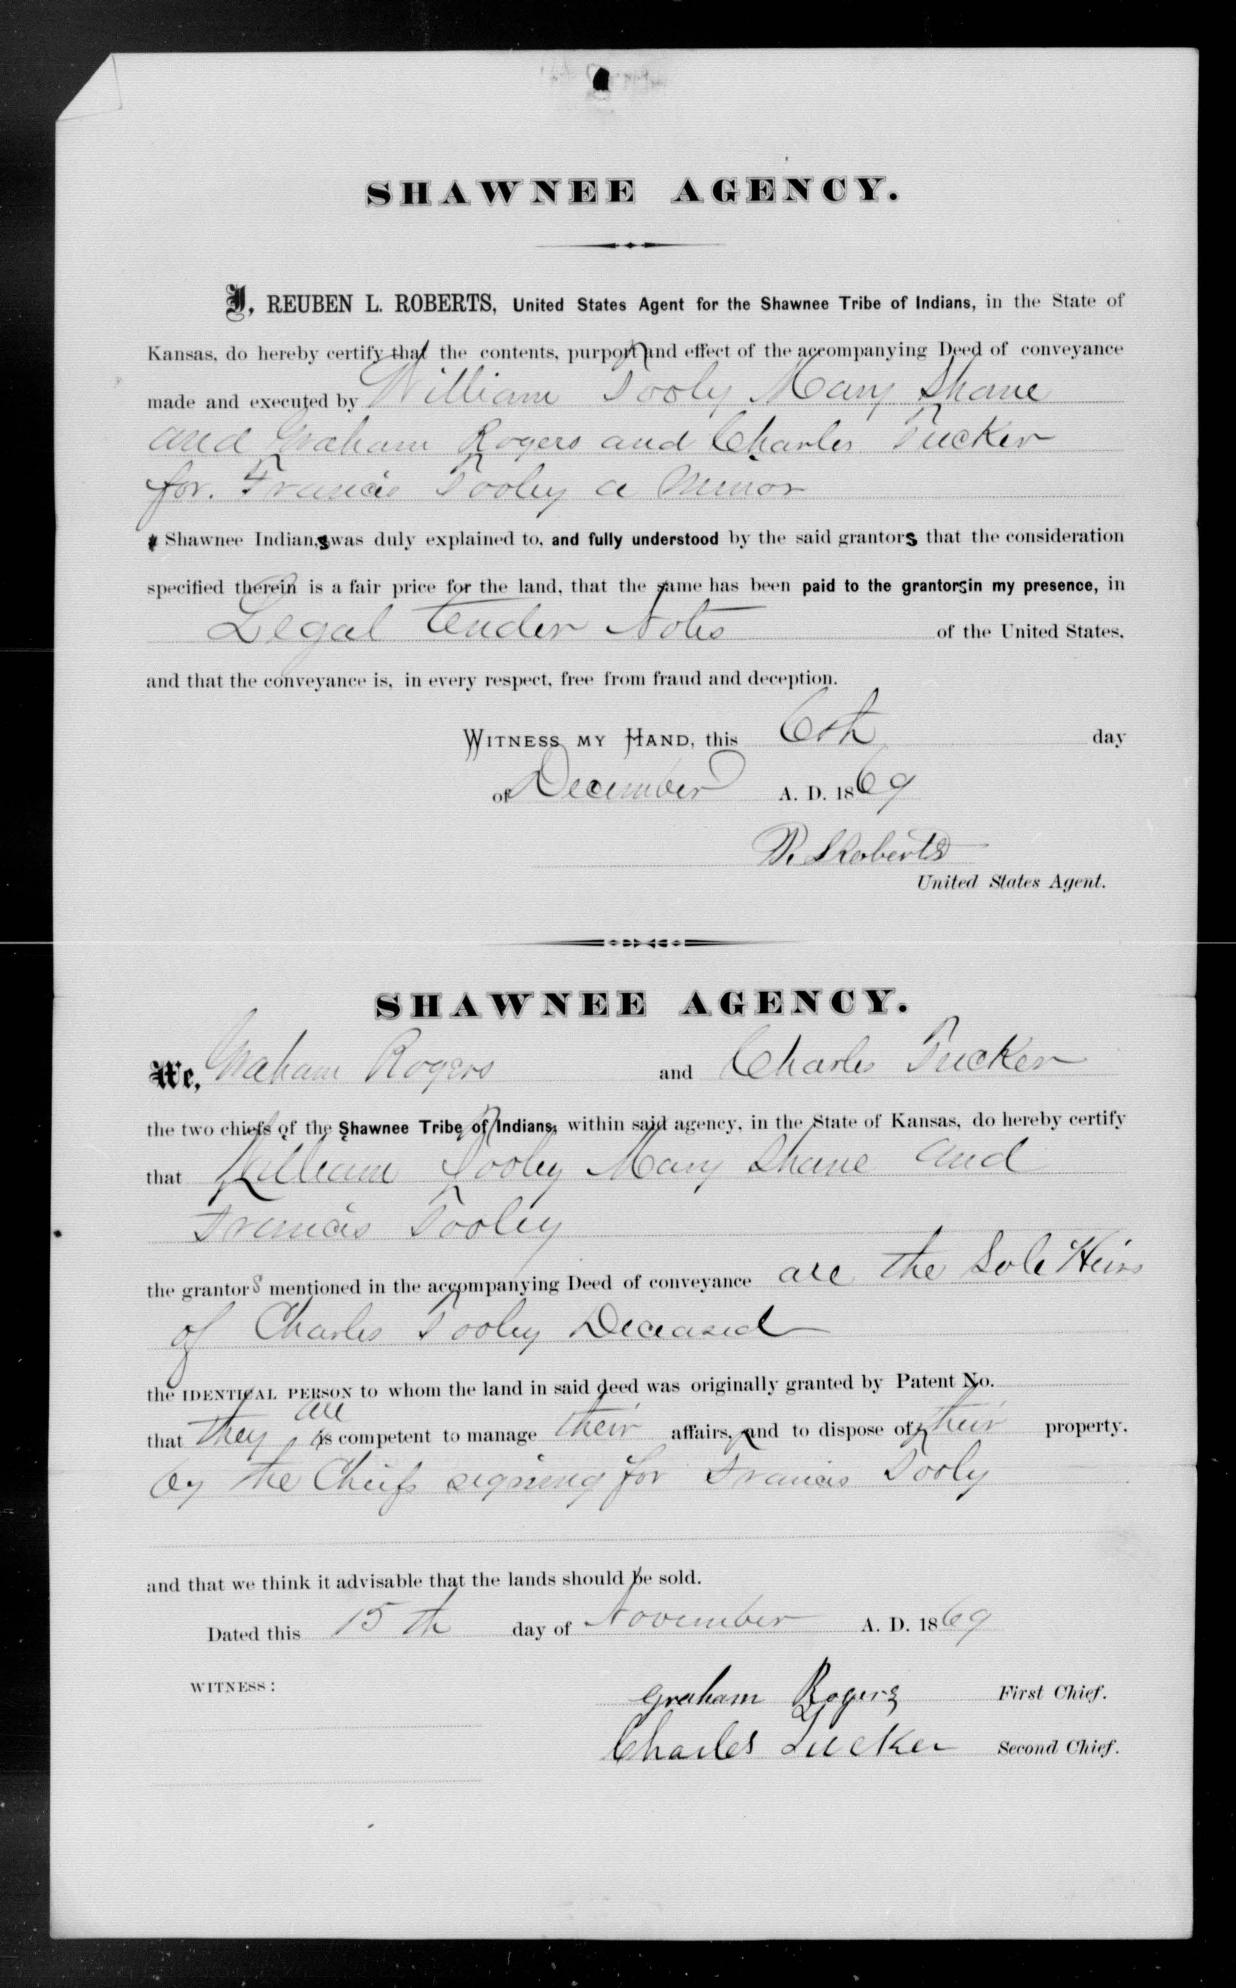 SHAWNEE AGENCY.
I, REUBEN L. ROBERTS, United States Agent for the Shawnee Tribe of Indians, in the State of
Kansas, do hereby certify that the contents, purport and effect of the accompanying Deed of conveyance
made and executed by William Tooly Mary Shane
and Graham Rogers and Charles Tucker
for. Francis Tooley a Minor
Shawnee Indian,s was duly explained to, and fully understood by the said grantors that the consideration
specified therein is a fair price for the land, that the same has been paid to the grantors in my presence, in
Legal tender Notes of the United States,
and that the conveyance is, in every respect, free from fraud and deception.
WITNESS MY HAND, this 6th day
of December A. D. 1869
R. L Roberts
United States Agent.
SHAWNEE AGENCY.
We, Graham Rogers and Charles Tucker
the two chiefs of the Shawnee Tribe of Indians, within said agency, in the State of Kansas, do hereby certify
that William Tooley Mary Shane and
Francis Tooley
the grantors mentioned in the accompanying Deed of conveyance are the Sole Heirs
of Charles Tooley Deceased
the IDENTICAL PERSON to whom the land in said deed was originally granted by Patent No.
are
that they is competent to manage their affairs, and to dispose of their property.
by the Chiefs signing for Francis Tooly
and that we think it advisable that the lands should be sold.
Dated this 15th day of November A. D. 1869
WITNESS:
Graham Rogers First Chief.
Charles Tucker Second Chief.